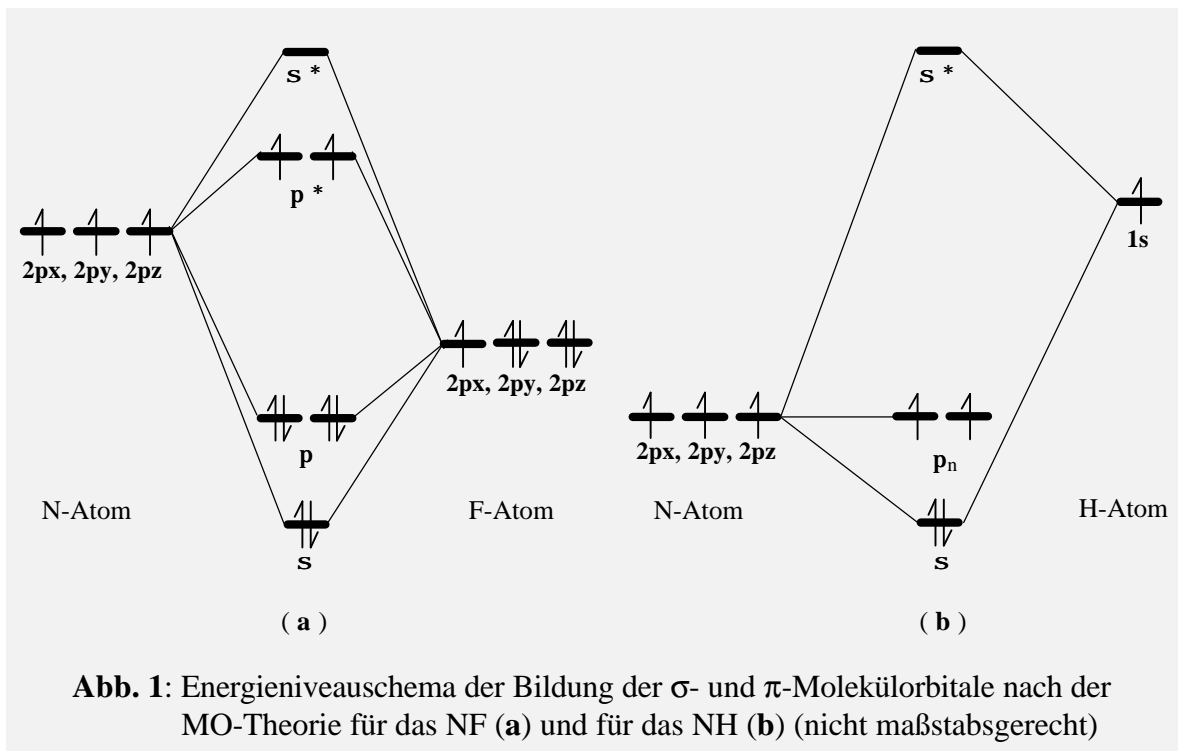 s *
p *
2px, 2py, 2pz
2px, 2py, 2pz
p
N-Atom
F-Atom
s
( a )
s *
1s
2px, 2py, 2pz
pn
N-Atom
H-Atom
s
( b )
Abb. 1: Energieniveauschema der Bildung der σ- und π-Molekülorbitale nach der
MO-Theorie für das NF (a) und für das NH (b) (nicht maßstabsgerecht)